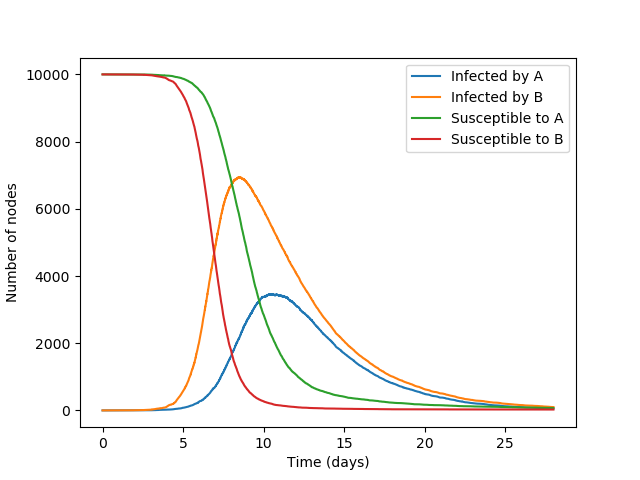 10000
8000
6000
4000
2000
0
Number of nodes
Infected by A
Infected by B
Susceptible to A
Susceptible to B
0 5 10 15 20 25
Time (days)